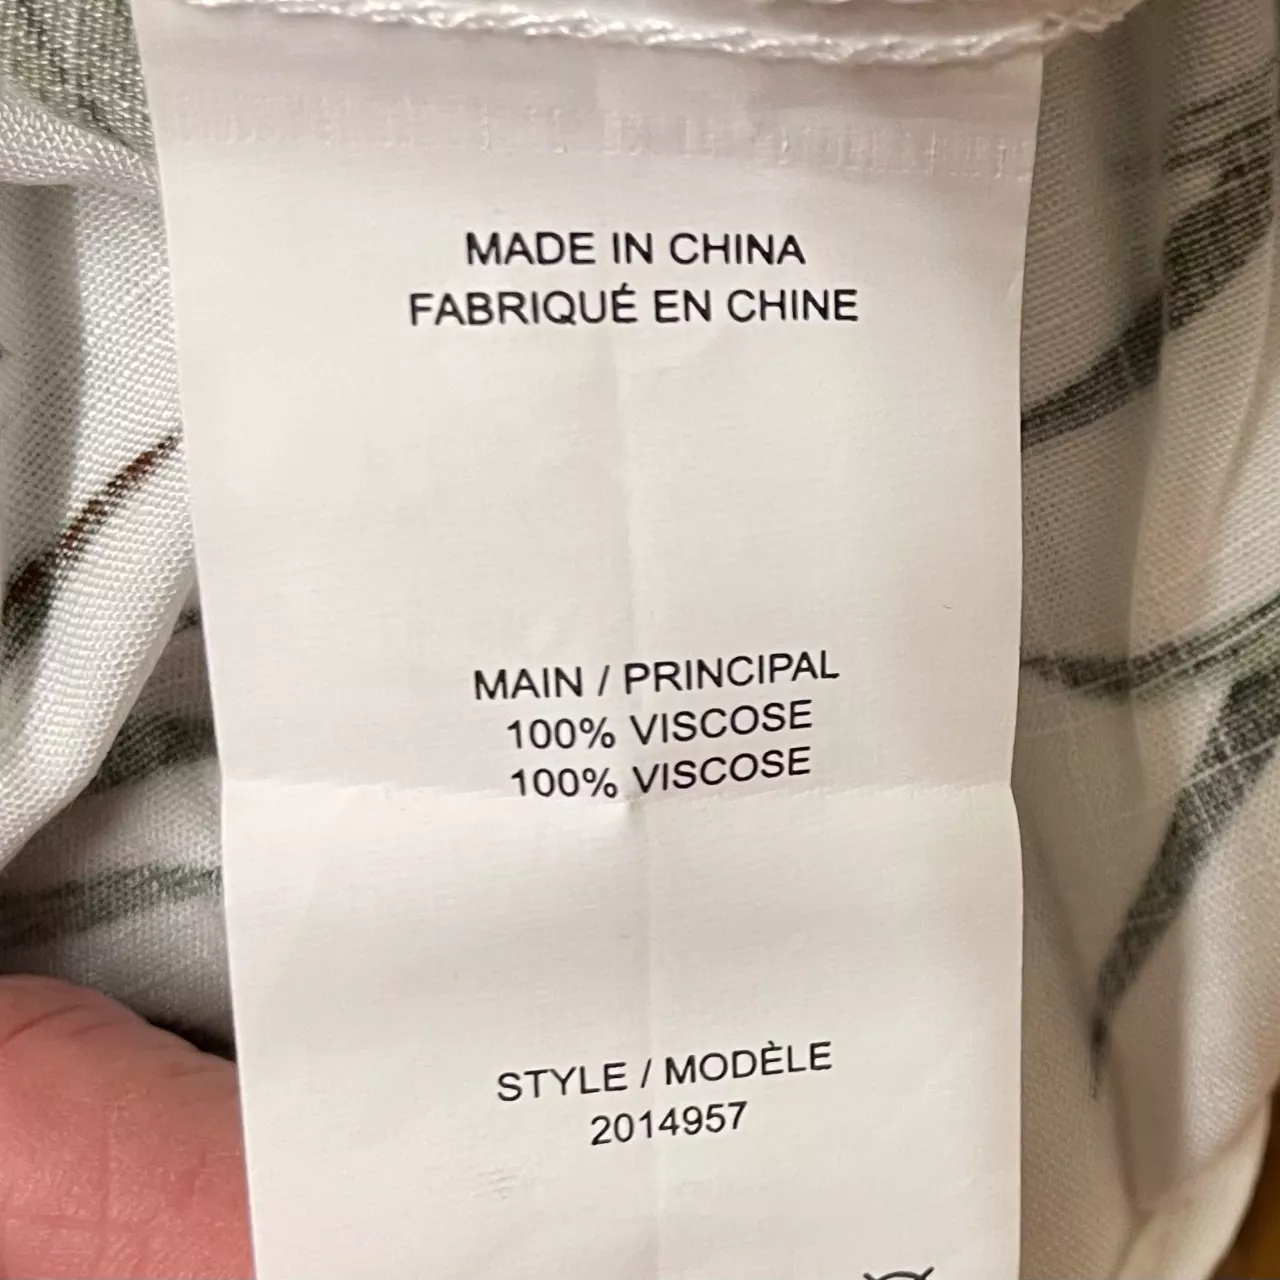 MADE IN CHINA
FABRIQUÉ EN CHINE
MAIN / PRINCIPAL
100% VISCOSE
100% VISCOSE
STYLE / MODÈLE
2014957